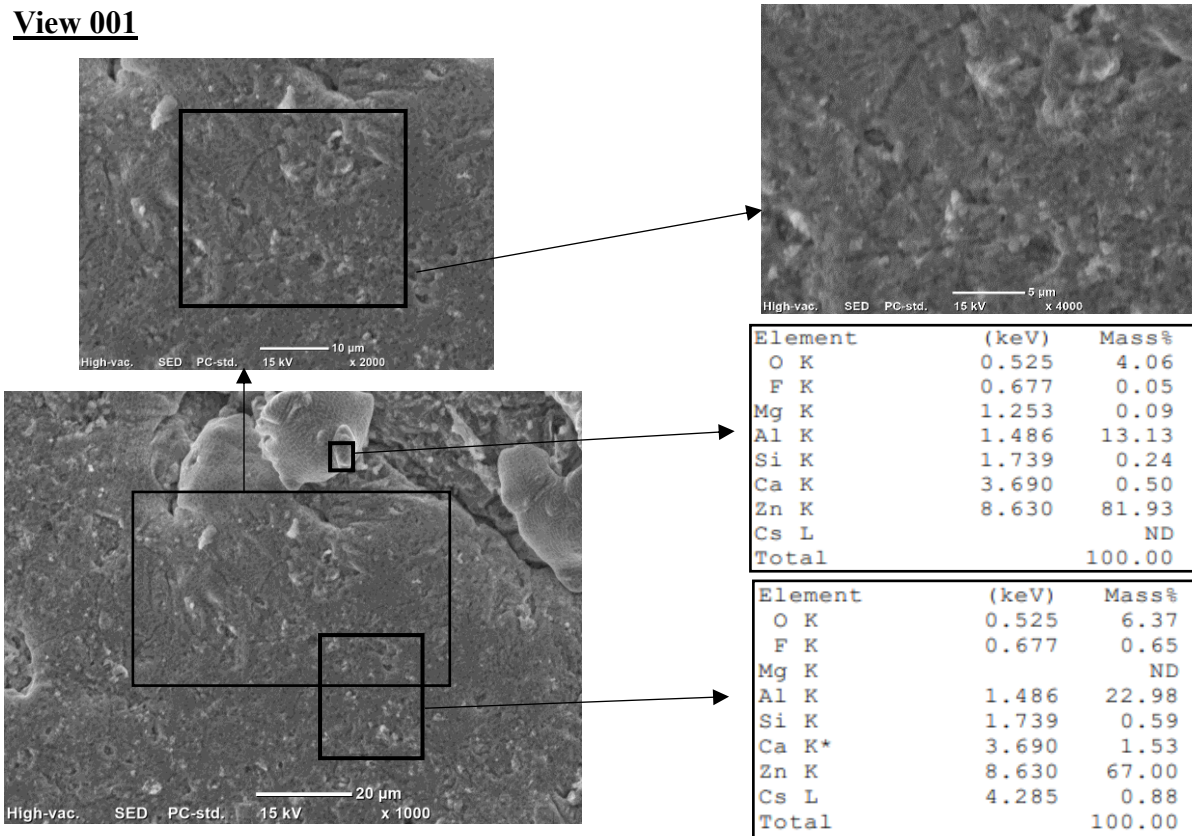 View 001
10 µm
High-vac. SED PC-std. 15 kV x 2000
5 µm
High-vac. SED PC-std. 15 kV x 4000
Element (keV) Mass%
O K 0.525 4.06
F K 0.677 0.05
Mg K 1.253 0.09
Al K 1.486 13.13
Si K 1.739 0.24
Ca K 3.690 0.50
Zn K 8.630 81.93
Cs L ND
Total 100.00
20 µm
High-vac. SED PC-std. 15 kV x 1000
Element (keV) Mass%
O K 0.525 6.37
F K 0.677 0.65
Mg K ND
Al K 1.486 22.98
Si K 1.739 0.59
Ca K* 3.690 1.53
Zn K 8.630 67.00
Cs L 4.285 0.88
Total 100.00